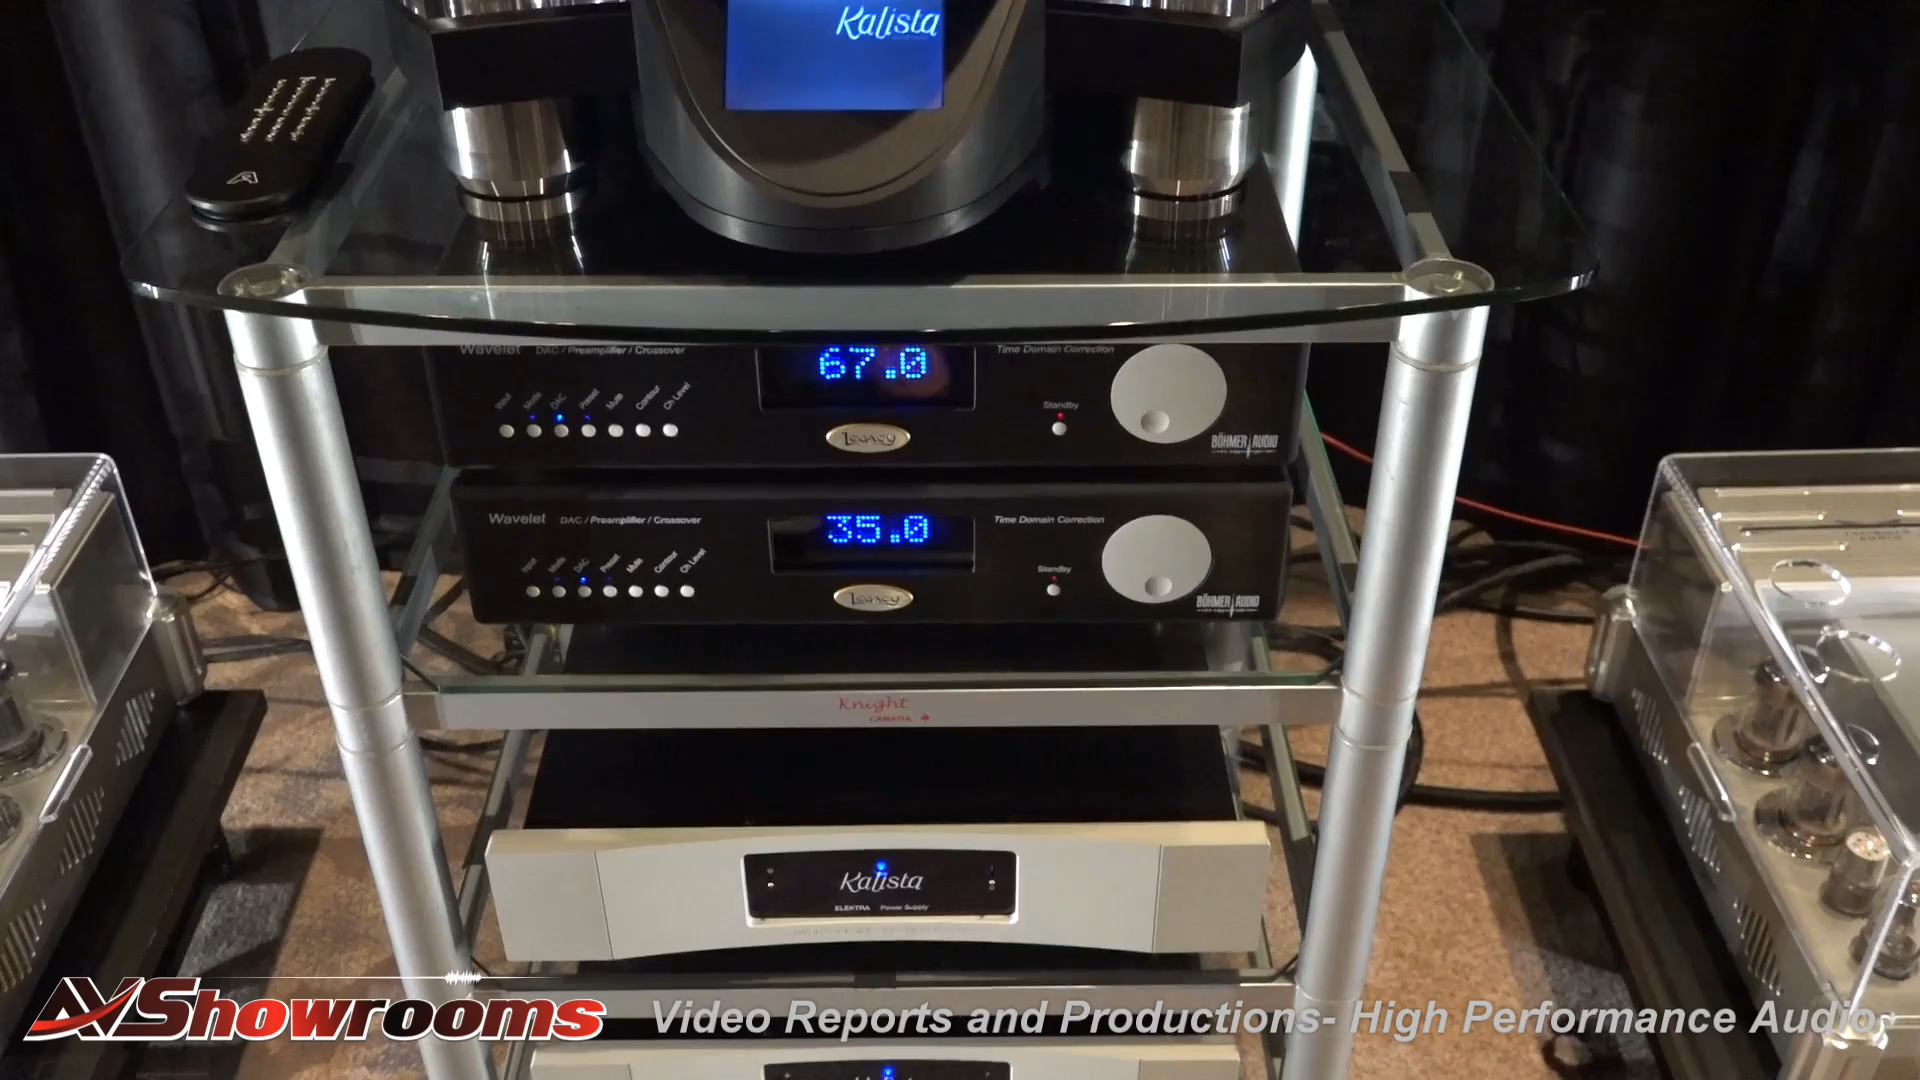 Kalista
Wavelet DAC / Preamplifier / Crossover
67.0
Time Domain Correction
Input Mode DAC Preset Mute Contour Ch Level
Standby
Legacy
BÖHMER AUDIO
Wavelet DAC / Preamplifier / Crossover
35.0
Time Domain Correction
Input Mode DAC Preset Mute Contour Ch Level
Standby
Legacy
BÖHMER AUDIO
Knight
CANADA
Kalista
ELEKTRA Power Supply
AVShowrooms
Video Reports and Productions- High Performance Audio
Kalista